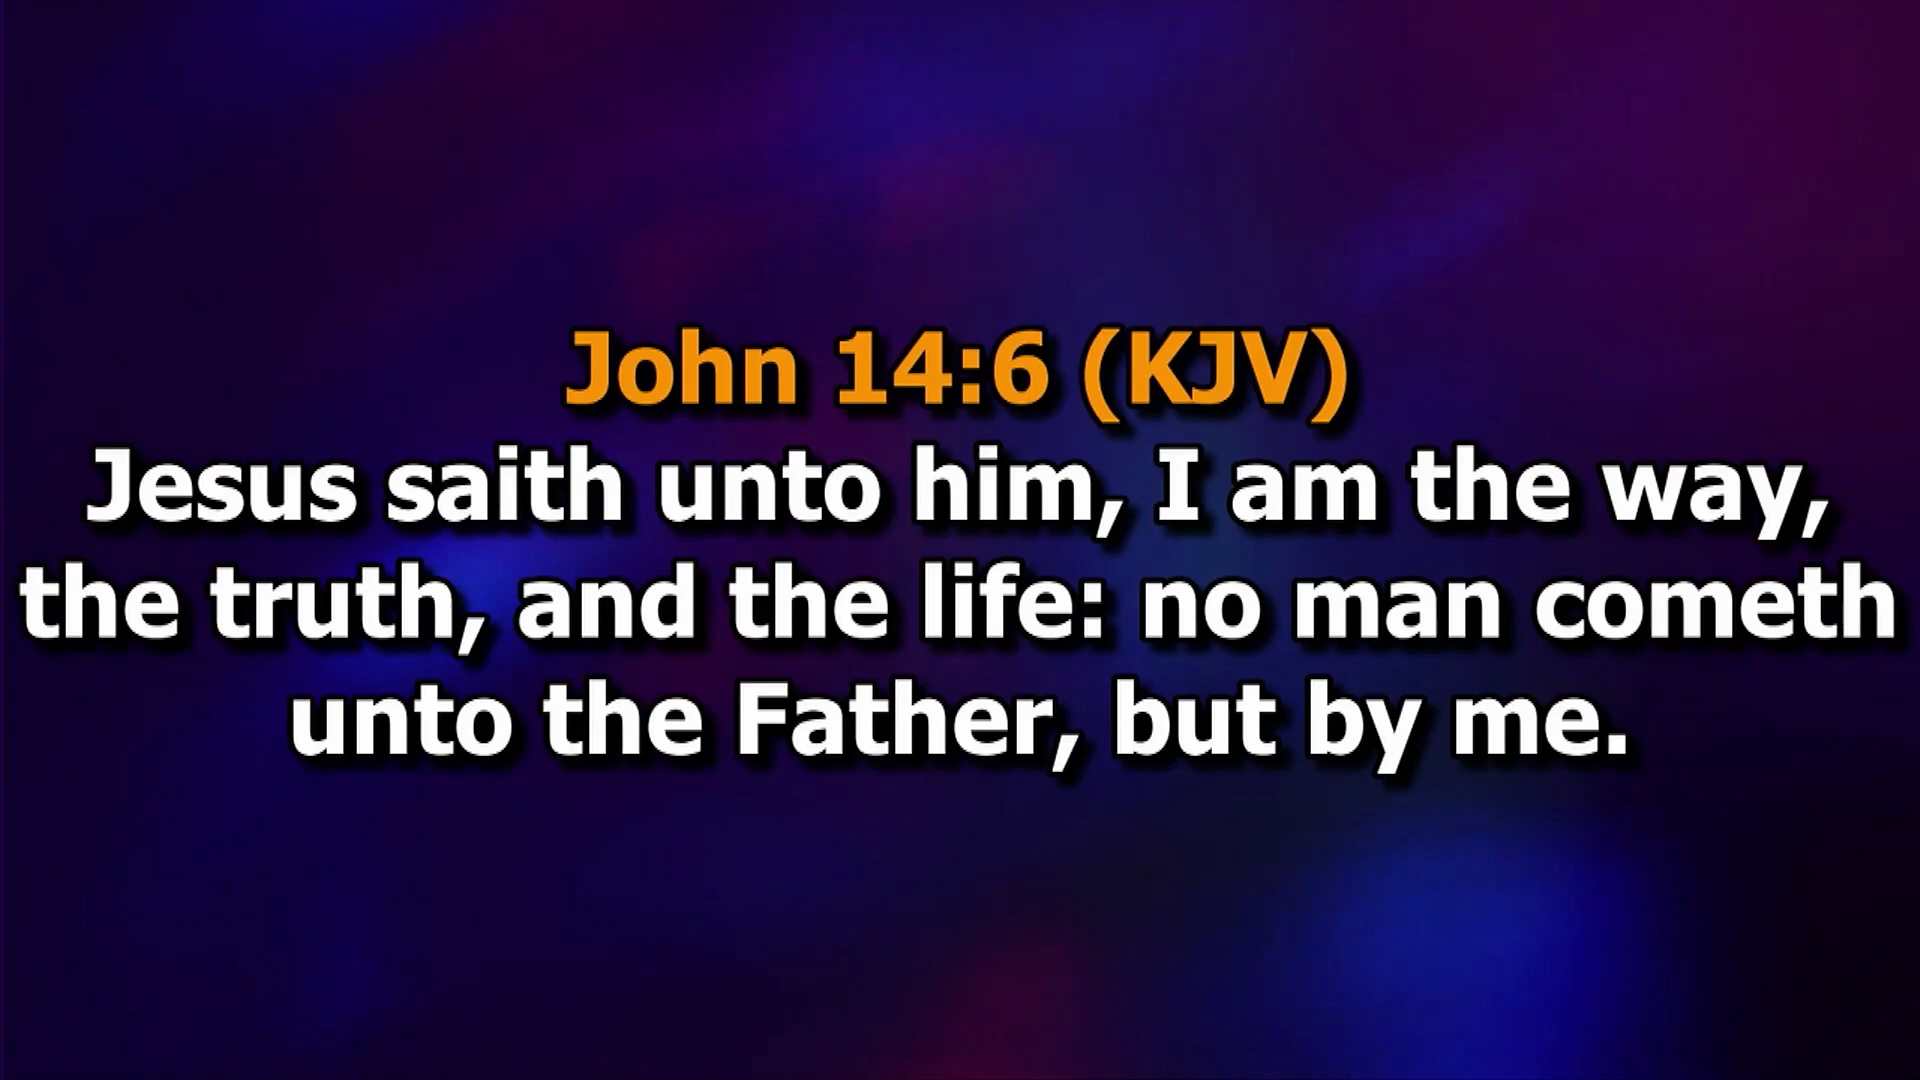 John 14:6 (KJV)
Jesus saith unto him, I am the way,
the truth, and the life: no man cometh
unto the Father, but by me.